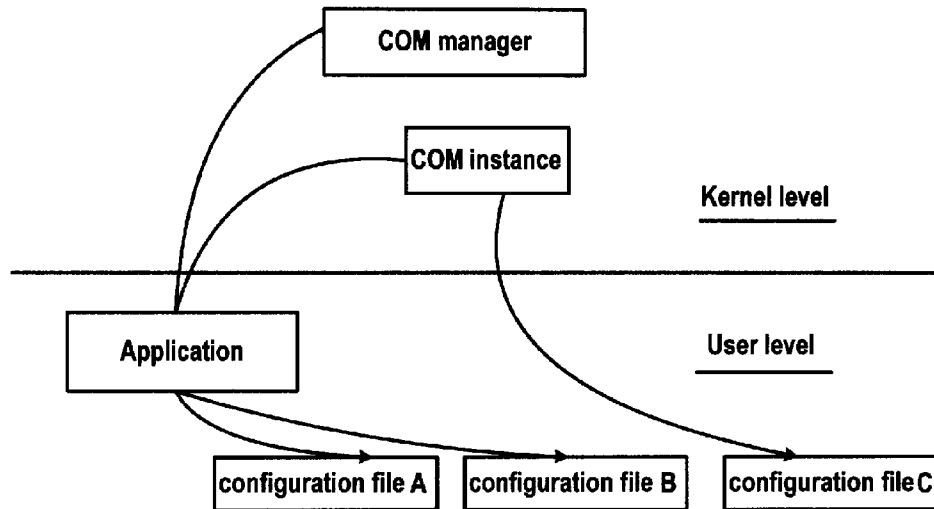 COM manager
COM instance
Kernel level
Application
User level
configuration file A
configuration file B
configuration file C